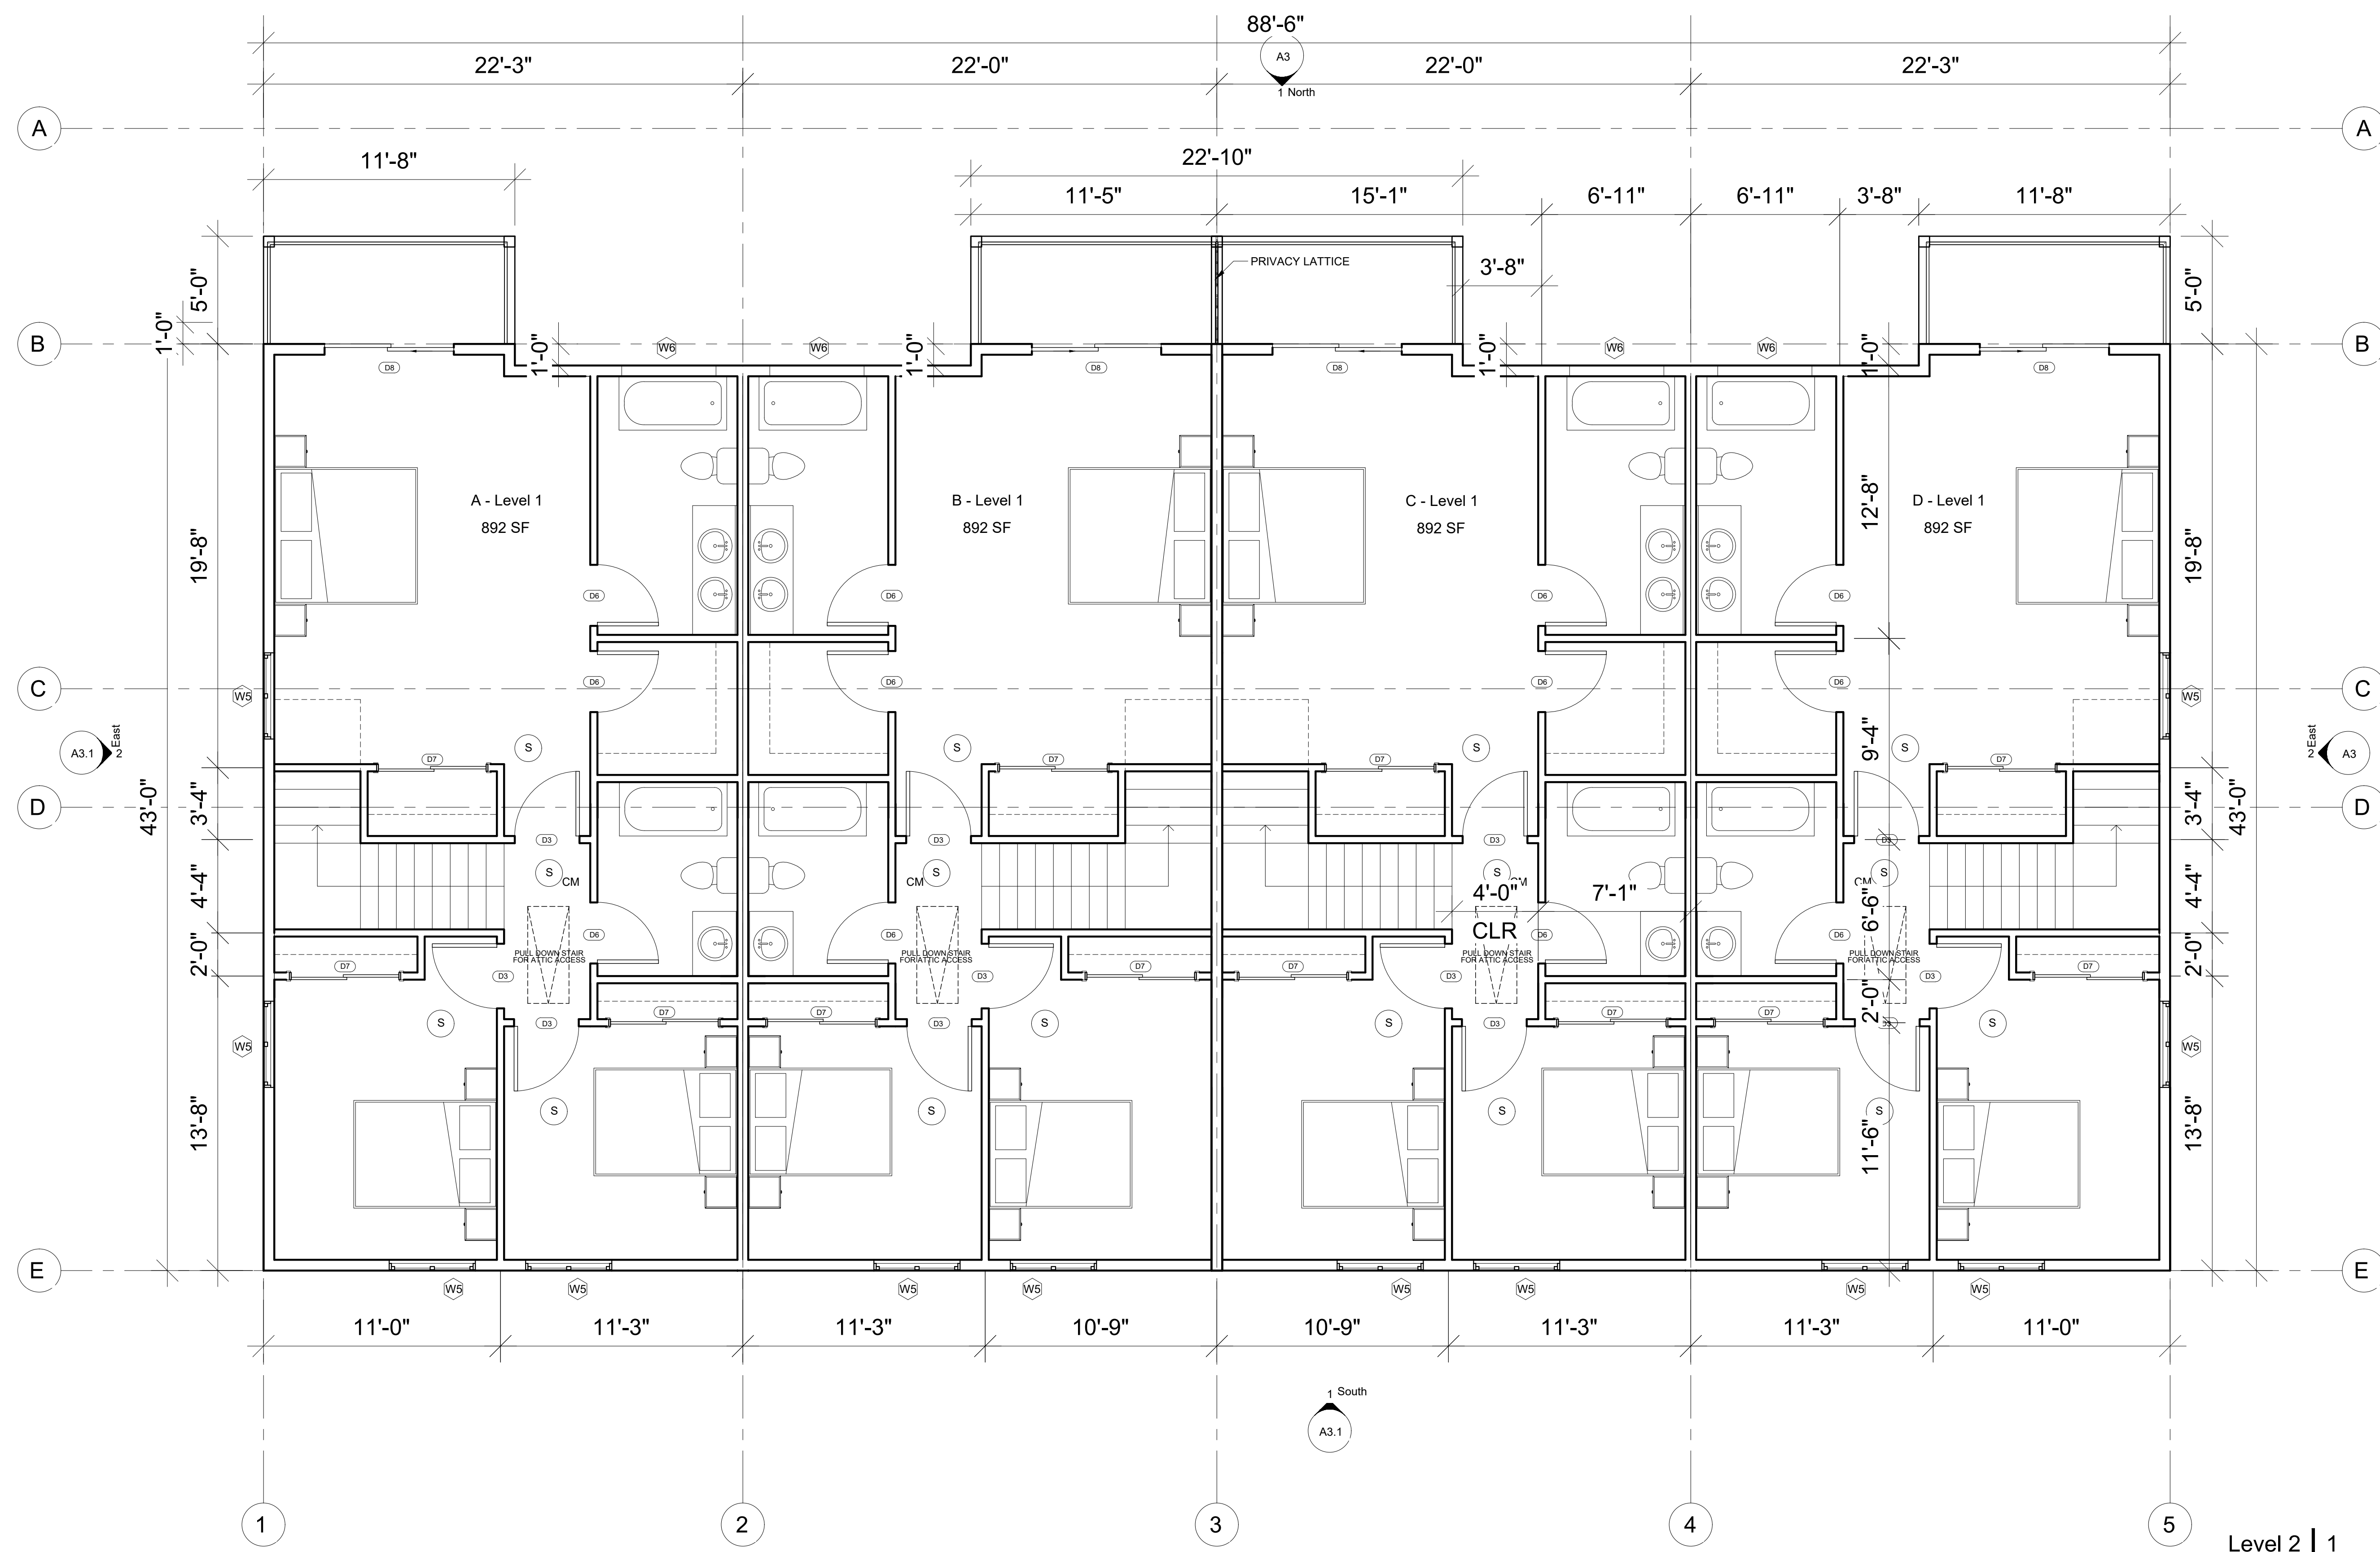 88'-6"
A3
1 North
22'-3" 22'-0" 22'-0" 22'-3"
A A
11'-8" 22'-10"
11'-5" 15'-1" 6'-11" 6'-11" 3'-8" 11'-8"
PRIVACY LATTICE
3'-8"
5'-0" 5'-0"
1'-0"
B B
1'-0" W6 W6 1'-0" 1'-0" W6 W6 1'-0"
D8 D8 D8 D8
A - Level 1 B - Level 1 C - Level 1 D - Level 1
892 SF 892 SF 892 SF 892 SF
19'-8" 12'-8" 19'-8"
D6 D6 D6 D6
D6 D6 D6 D6
C W5 W5 C
A3.1 2 East S S S 9'-4" S 2 East A3
D7 D7 D7 D7
43'-0" 3'-4" 3'-4" 43'-0"
D D
D3 D3 D3 D3
S S S S
CM CM CM CM
4'-4" 4'-0" 7'-1" 6'-6" 4'-4"
CLR
D6 D6 D6
PULL DOWN STAIR PULL DOWN STAIR PULL DOWN STAIR PULL DOWN STAIR
FOR ATTIC ACCESS FOR ATTIC ACCESS FOR ATTIC ACCESS FOR ATTIC ACCESS
2'-0" D7 D7 D7 D7 2'-0"
D3 D3 D3 D3
2'-0"
D7 D7 D7 D7
S D3 D3 S S D3 D3 S
W5 W5
S S S S
13'-8" 11'-6" 13'-8"
E E
W5 W5 W5 W5 W5 W5 W5 W5
11'-0" 11'-3" 11'-3" 10'-9" 10'-9" 11'-3" 11'-3" 11'-0"
1 South
A3.1
1 2 3 4 5
Level 2 1